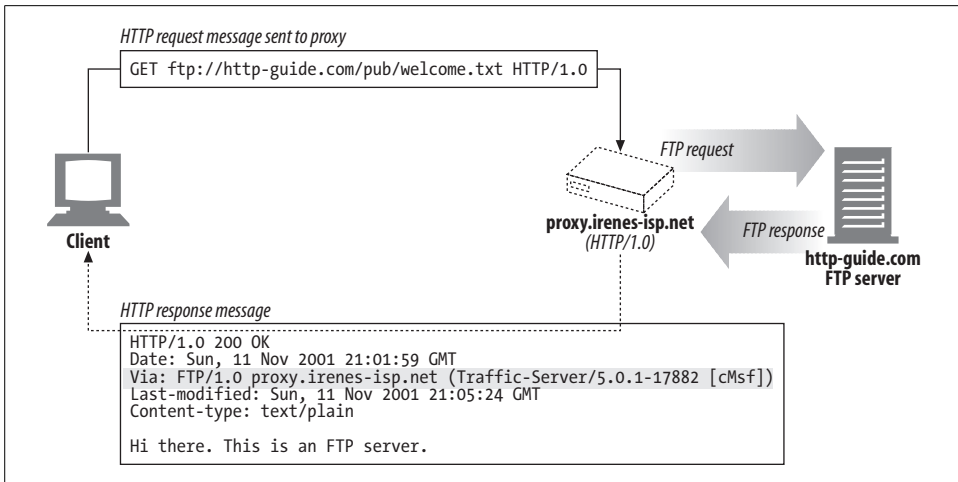 HTTP request message sent to proxy
GET ftp://http-guide.com/pub/welcome.txt HTTP/1.0
FTP request
Client
proxy.irenes-isp.net
(HTTP/1.0)
FTP response
http-guide.com
FTP server
HTTP response message
HTTP/1.0 200 OK
Date: Sun, 11 Nov 2001 21:01:59 GMT
Via: FTP/1.0 proxy.irenes-isp.net (Traffic-Server/5.0.1-17882 [cMsf])
Last-modified: Sun, 11 Nov 2001 21:05:24 GMT
Content-type: text/plain
Hi there. This is an FTP server.